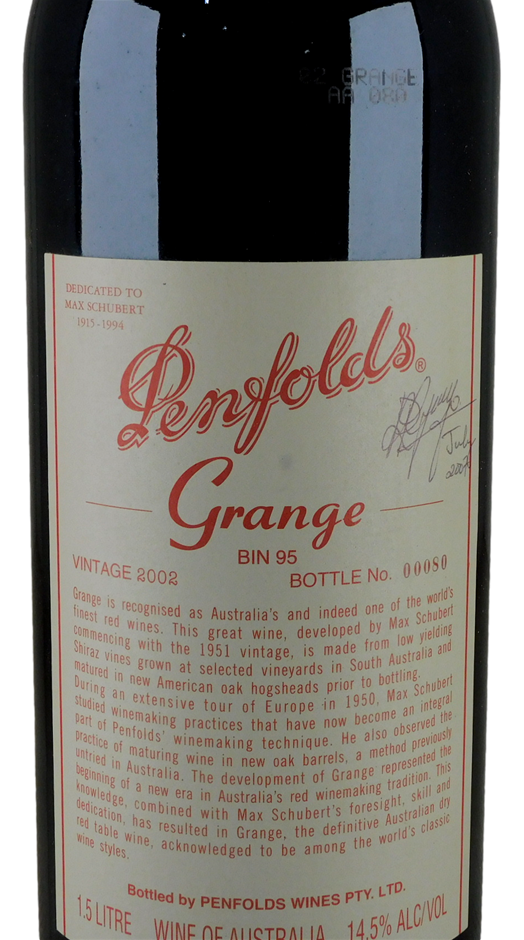 02 GRANGE
AA 080
DEDICATED TO
MAX SCHUBERT
1915-1994
Penfolds®
July
2007
Grange
BIN 95
VINTAGE 2002
BOTTLE No. 00080
Grange is recognised as Australia's and indeed one of the world's
finest red wines. This great wine, developed by Max Schubert
commencing with the 1951 vintage, is made from low yielding
Shiraz vines grown at selected vineyards in South Australia and
matured in new American oak hogsheads prior to bottling.
During an extensive tour of Europe in 1950, Max Schubert
studied winemaking practices that have now become an integral
part of Penfolds' winemaking technique. He also observed the
practice of maturing wine in new oak barrels, a method previously
untried in Australia. The development of Grange represented the
beginning of a new era in Australia's red winemaking tradition. This
knowledge, combined with Max Schubert's foresight, skill and
dedication, has resulted in Grange, the definitive Australian dry
red table wine, acknowledged to be among the world's classic
wine styles.
Bottled by PENFOLDS WINES PTY. LTD.
1.5 LITRE WINE OF AUSTRALIA 14.5% ALC/VOL